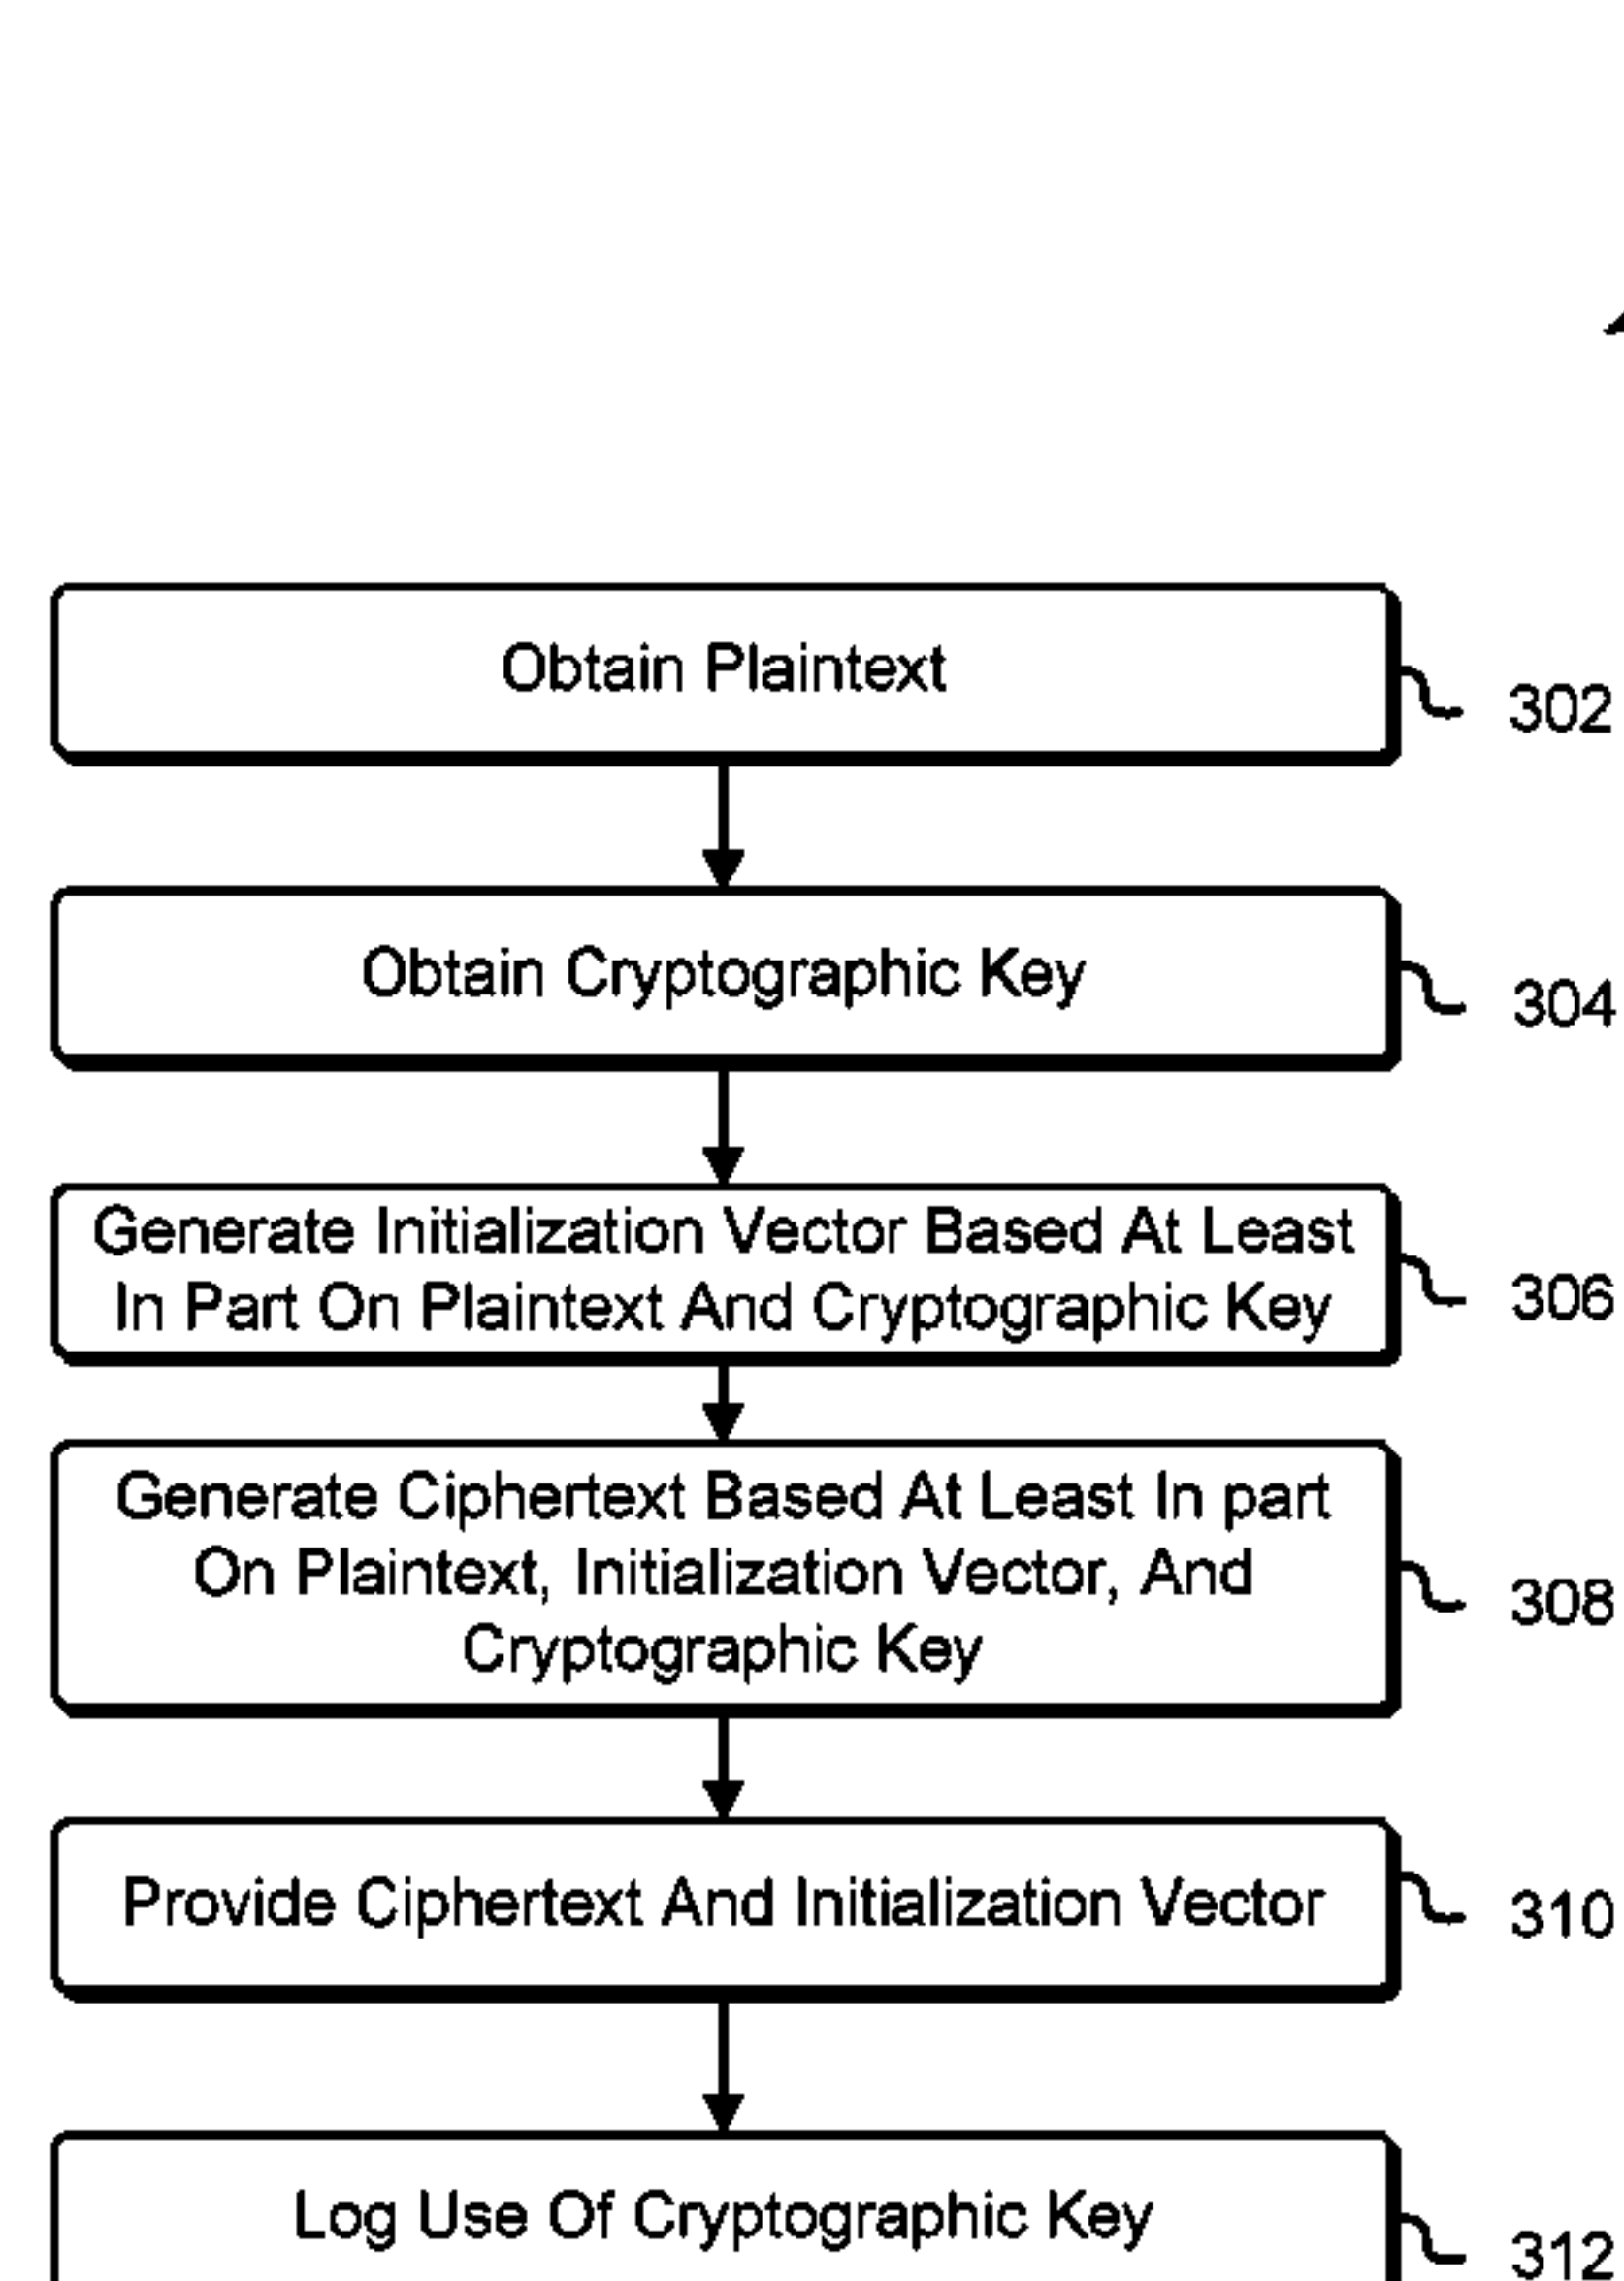 Obtain Plaintext
302
Obtain Cryptographic Key
304
Generate Initialization Vector Based At Least
In Part On Plaintext And Cryptographic Key
306
Generate Ciphertext Based At Least In part
On Plaintext, Initialization Vector, And
Cryptographic Key
308
Provide Ciphertext And Initialization Vector
310
Log Use Of Cryptographic Key
312